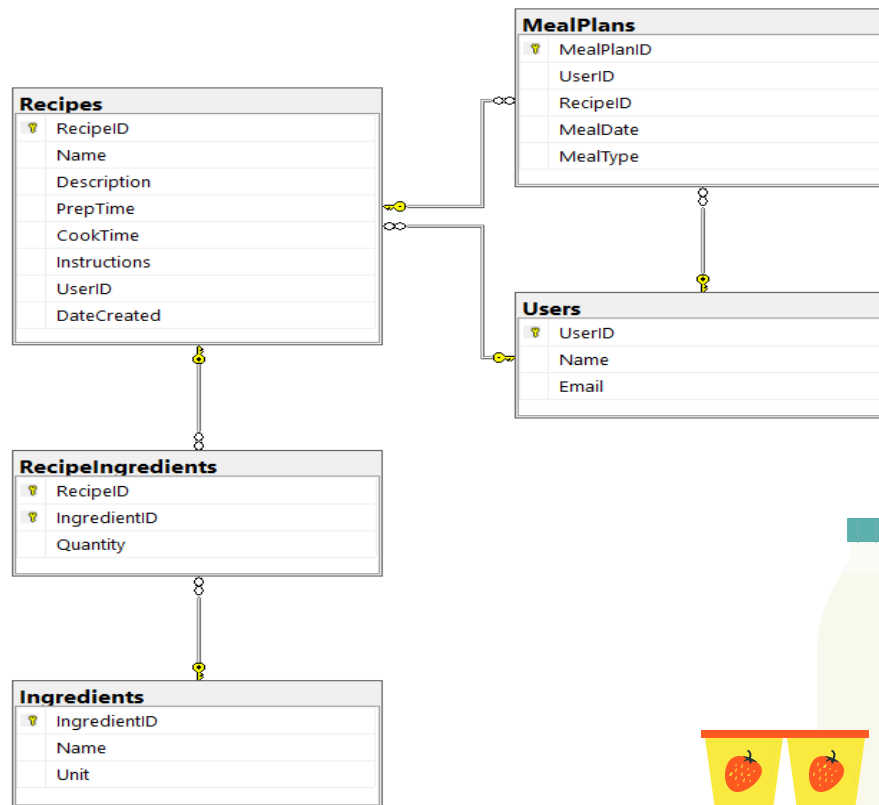 Recipes
RecipeID
Name
Description
PrepTime
CookTime
Instructions
UserID
DateCreated
MealPlans
MealPlanID
UserID
RecipeID
MealDate
MealType
Users
UserID
Name
Email
RecipeIngredients
RecipeID
IngredientID
Quantity
Ingredients
IngredientID
Name
Unit